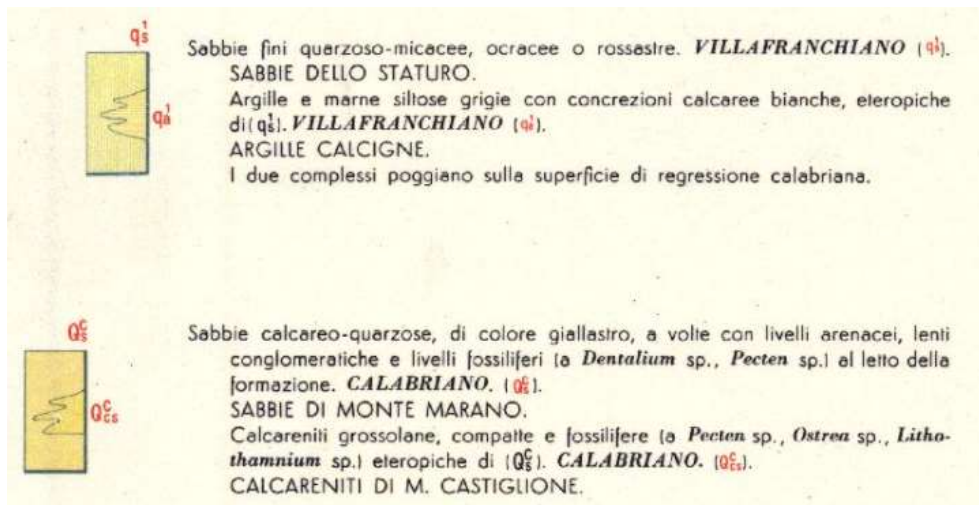 q¹s
q¹a
Sabbie fini quarzoso-micacee, ocracee o rossastre. VILLAFRANCHIANO (q¹s).
SABBIE DELLO STATURO.
Argille e marne siltose grigie con concrezioni calcaree bianche, eteropiche
di(q¹s). VILLAFRANCHIANO (q¹a).
ARGILLE CALCIGNE.
I due complessi poggiano sulla superficie di regressione calabriana.
Qᶜs
Qᶜcs
Sabbie calcareo-quarzose, di colore giallastro, a volte con livelli arenacei, lenti
conglomeratiche e livelli fossiliferi (a Dentalium sp., Pecten sp.) al letto della
formazione. CALABRIANO. (Qᶜs).
SABBIE DI MONTE MARANO.
Calcareniti grossolane, compatte e fossilifere (a Pecten sp., Ostrea sp., Litho-
thamnium sp.) eteropiche di (Qᶜs). CALABRIANO. (Qᶜcs).
CALCARENITI DI M. CASTIGLIONE.